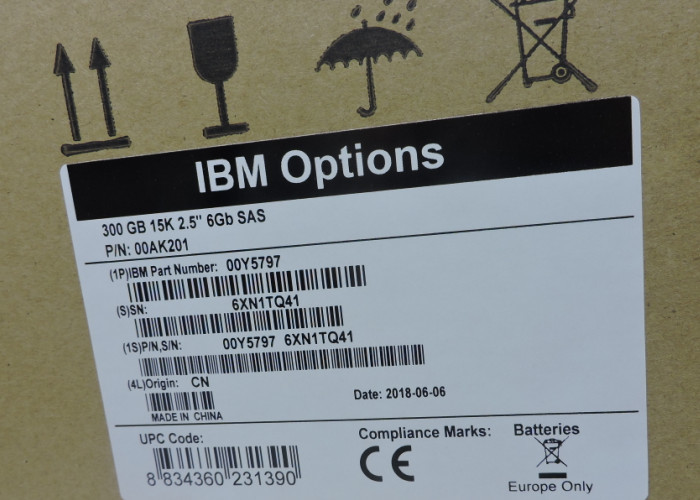 IBM Options
300 GB 15K 2.5" 6Gb SAS
P/N: 00AK201
(1P)IBM Part Number: 00Y5797
(S)SN: 6XN1TQ41
(1S)P/N,S/N: 00Y5797 6XN1TQ41
(4L)Origin: CN
MADE IN CHINA
Date: 2018-06-06
UPC Code:
8 834360 231390
Compliance Marks:
CE
Batteries
Europe Only